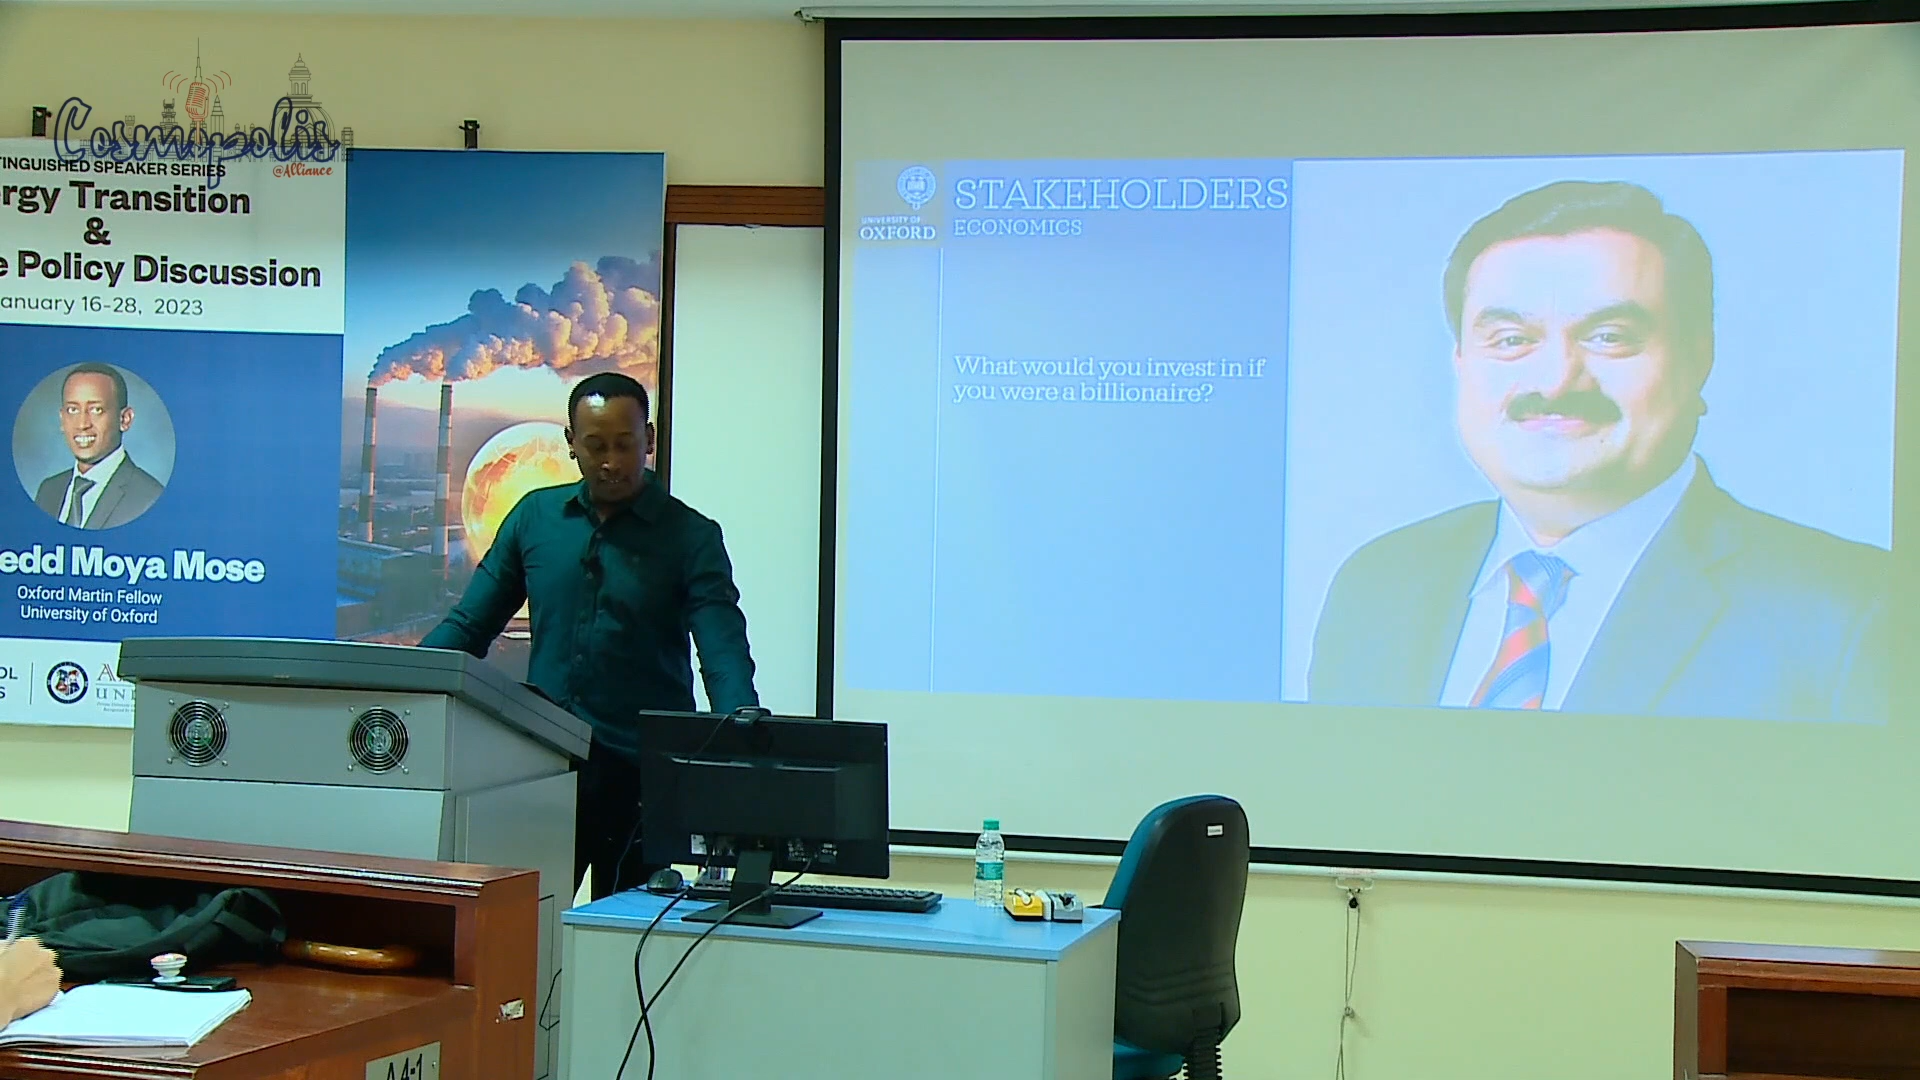 Cosmopolis
@Alliance
TINGUISHED SPEAKER SERIES
rgy Transition
&
e Policy Discussion
anuary 16-28, 2023
edd Moya Mose
Oxford Martin Fellow
University of Oxford
OL
S
UNIVERSITY OF
OXFORD
STAKEHOLDERS
ECONOMICS
What would you invest in if
you were a billionaire?
A4-1